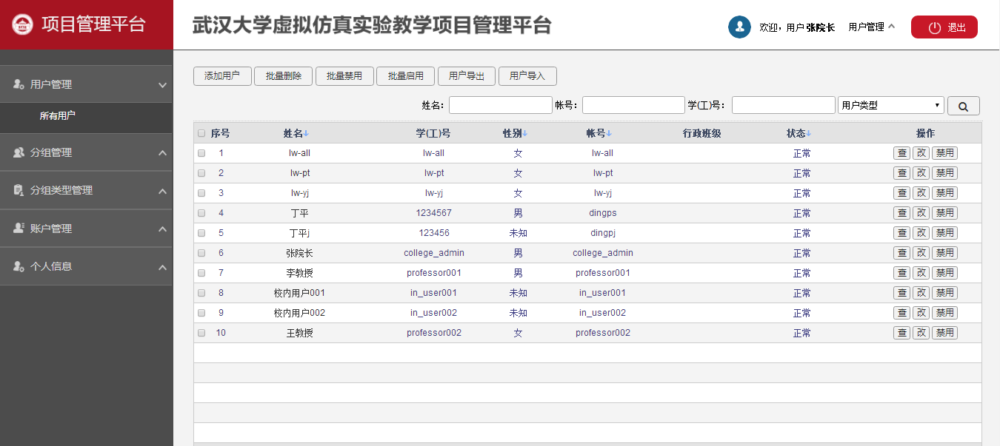 项目管理平台
武汉大学虚拟仿真实验教学项目管理平台
欢迎，用户 张院长 用户管理 退出
用户管理
所有用户
分组管理
分组类型管理
账户管理
个人信息
添加用户 批量删除 批量禁用 批量启用 用户导出 用户导入
姓名： 帐号： 学(工)号： 用户类型
序号 姓名 学(工)号 性别 帐号 行政班级 状态 操作
1 lw-all lw-all 女 lw-all 正常 查 改 禁用
2 lw-pt lw-pt 女 lw-pt 正常 查 改 禁用
3 lw-yj lw-yj 女 lw-yj 正常 查 改 禁用
4 丁平 1234567 男 dingps 正常 查 改 禁用
5 丁平j 123456 未知 dingpj 正常 查 改 禁用
6 张院长 college_admin 男 college_admin 正常 查 改 禁用
7 李教授 professor001 男 professor001 正常 查 改 禁用
8 校内用户001 in_user001 未知 in_user001 正常 查 改 禁用
9 校内用户002 in_user002 未知 in_user002 正常 查 改 禁用
10 王教授 professor002 女 professor002 正常 查 改 禁用